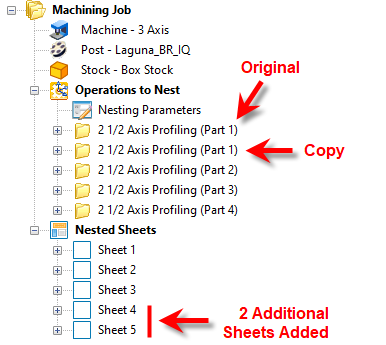 Machining Job
Machine - 3 Axis
Post - Laguna_BR_IQ
Stock - Box Stock
Original
Operations to Nest
Nesting Parameters
2 1/2 Axis Profiling (Part 1)
2 1/2 Axis Profiling (Part 1)
Copy
2 1/2 Axis Profiling (Part 2)
2 1/2 Axis Profiling (Part 3)
2 1/2 Axis Profiling (Part 4)
Nested Sheets
Sheet 1
Sheet 2
Sheet 3
Sheet 4
Sheet 5
2 Additional
Sheets Added